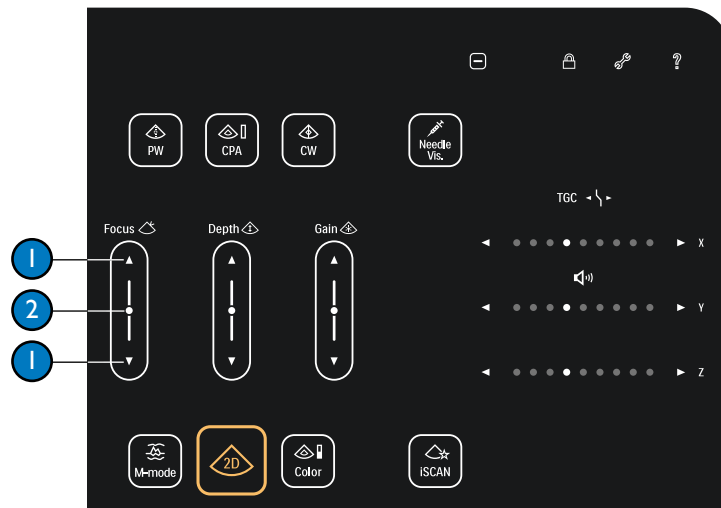 ?
PW
CPA
CW
Needle
Vis.
TGC
Focus
Depth
Gain
X
1
2
Y
1
Z
M-mode
2D
Color
iSCAN